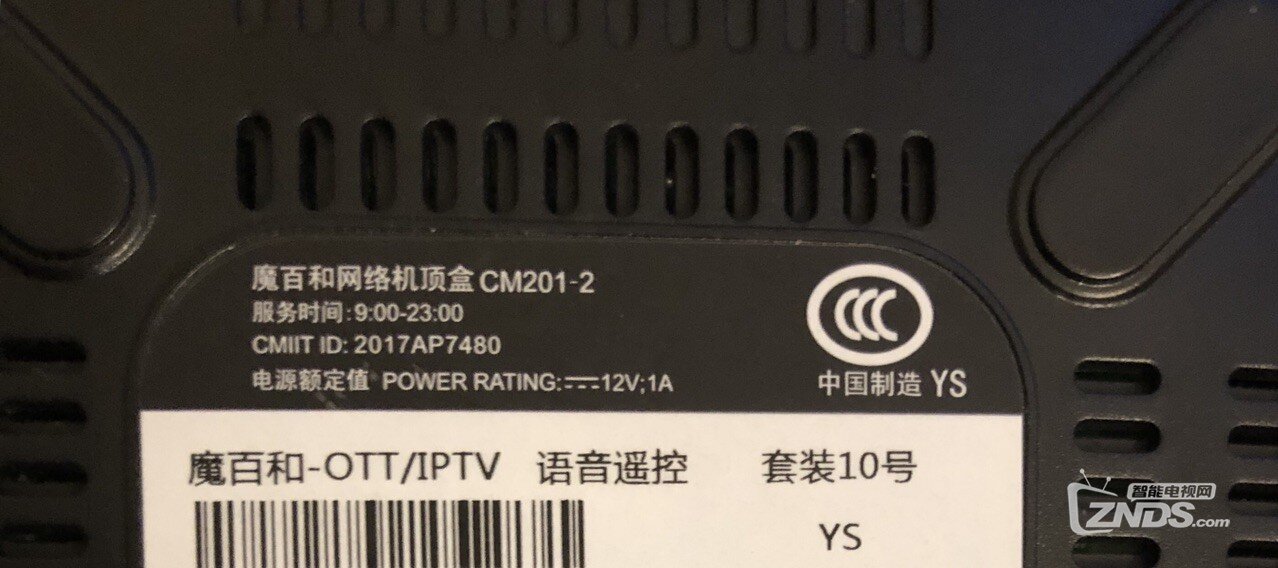 魔百和网络机顶盒 CM201-2
服务时间:9:00-23:00
CMIIT ID: 2017AP7480
电源额定值 POWER RATING:⎓12V;1A
CCC
中国制造 YS
魔百和-OTT/IPTV 语音遥控 套装10号
YS
智能电视网
ZNDS.com